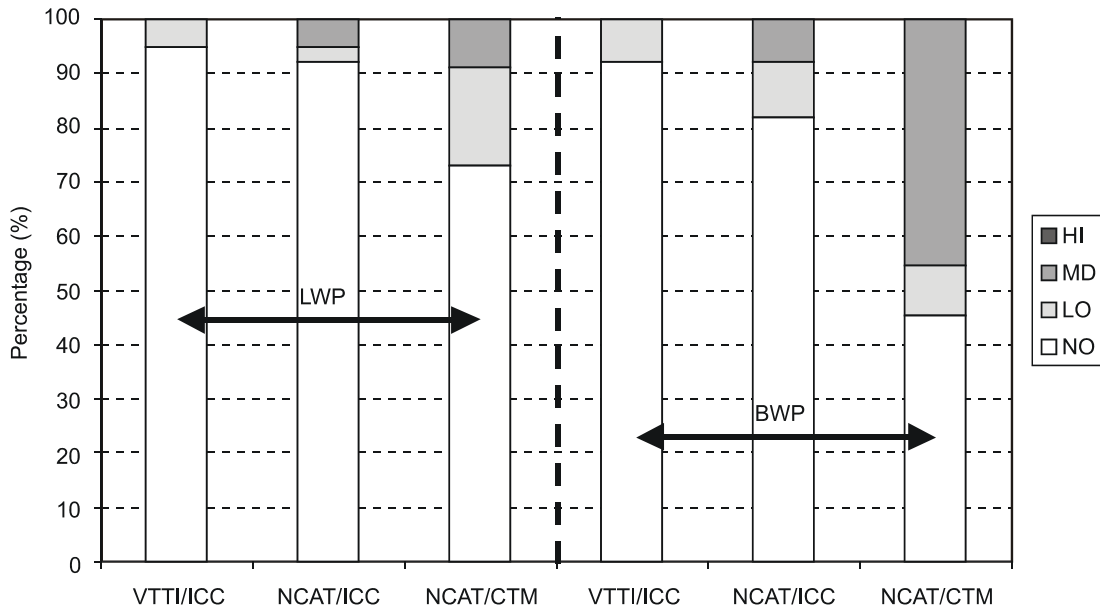 100
90
80
70
60
50
40
30
20
10
0
Percentage (%)
LWP
BWP
VTTI/ICC NCAT/ICC NCAT/CTM VTTI/ICC NCAT/ICC NCAT/CTM
HI
MD
LO
NO